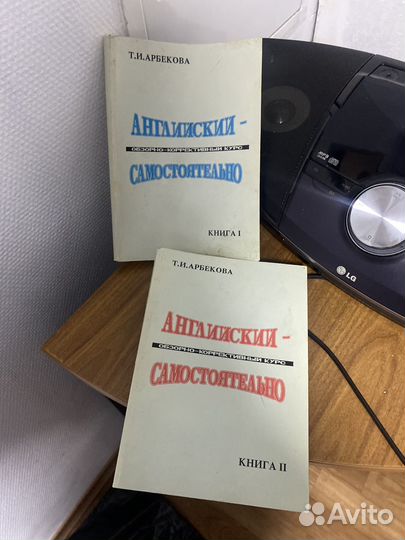 Т.И.АРБЕКОВА
АНГЛИЙСКИЙ -
ОБЗОРНО-КОРРЕКТИВНЫЙ КУРС
САМОСТОЯТЕЛЬНО
КНИГА I
Т.И.АРБЕКОВА
АНГЛИЙСКИЙ -
ОБЗОРНО-КОРРЕКТИВНЫЙ КУРС
САМОСТОЯТЕЛЬНО
КНИГА II
LG
Avito